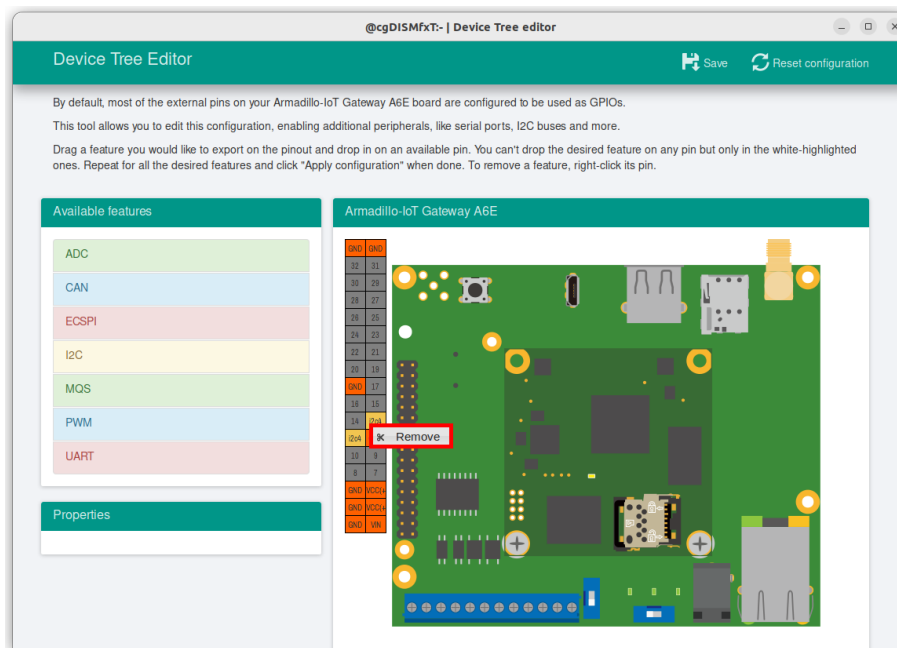 @cgDISMfxT:- | Device Tree editor
Device Tree Editor
Save
Reset configuration
By default, most of the external pins on your Armadillo-IoT Gateway A6E board are configured to be used as GPIOs.
This tool allows you to edit this configuration, enabling additional peripherals, like serial ports, I2C buses and more.
Drag a feature you would like to export on the pinout and drop in on an available pin. You can't drop the desired feature on any pin but only in the white-highlighted
ones. Repeat for all the desired features and click "Apply configuration" when done. To remove a feature, right-click its pin.
Available features
Armadillo-IoT Gateway A6E
ADC
CAN
ECSPI
I2C
MQS
PWM
UART
Properties
GND GND
32 31
30 29
28 27
26 25
24 23
22 21
20 19
GND 17
16 15
14
I2c4
Remove
10 9
8 7
GND VCC(+
GND VCC(+
GND VIN